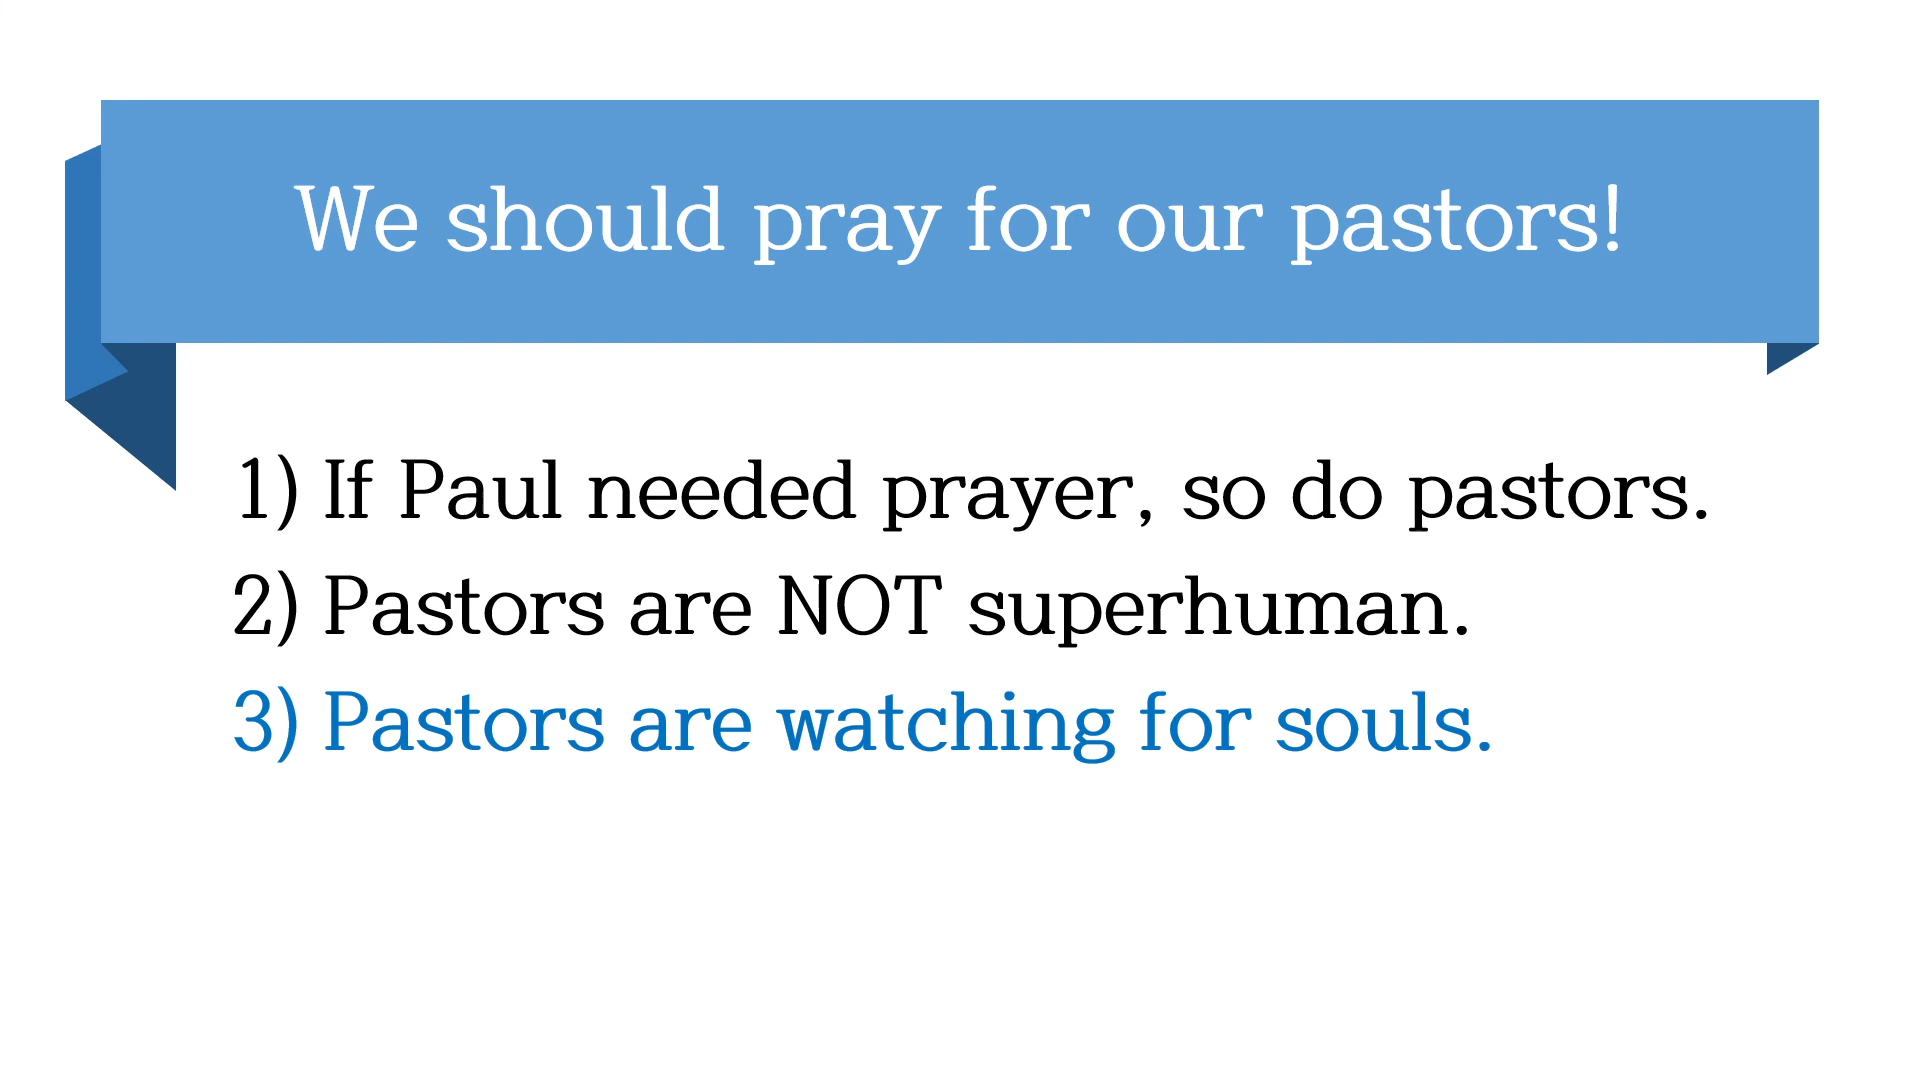 We should pray for our pastors!
1) If Paul needed prayer, so do pastors.
2) Pastors are NOT superhuman.
3) Pastors are watching for souls.